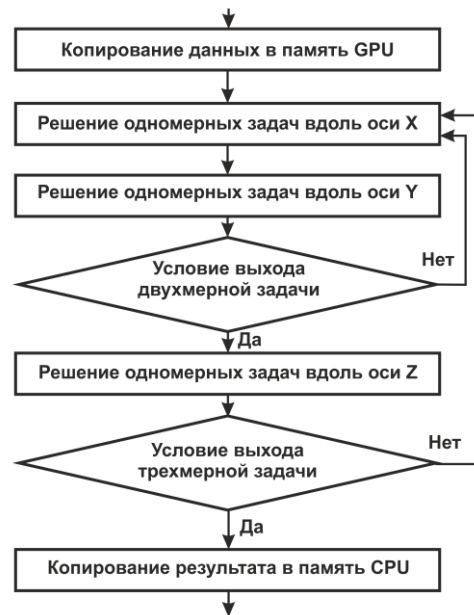 Копирование данных в память GPU
Решение одномерных задач вдоль оси X
Решение одномерных задач вдоль оси Y
Условие выхода
двухмерной задачи
Нет
Да
Решение одномерных задач вдоль оси Z
Условие выхода
трехмерной задачи
Нет
Да
Копирование результата в память CPU